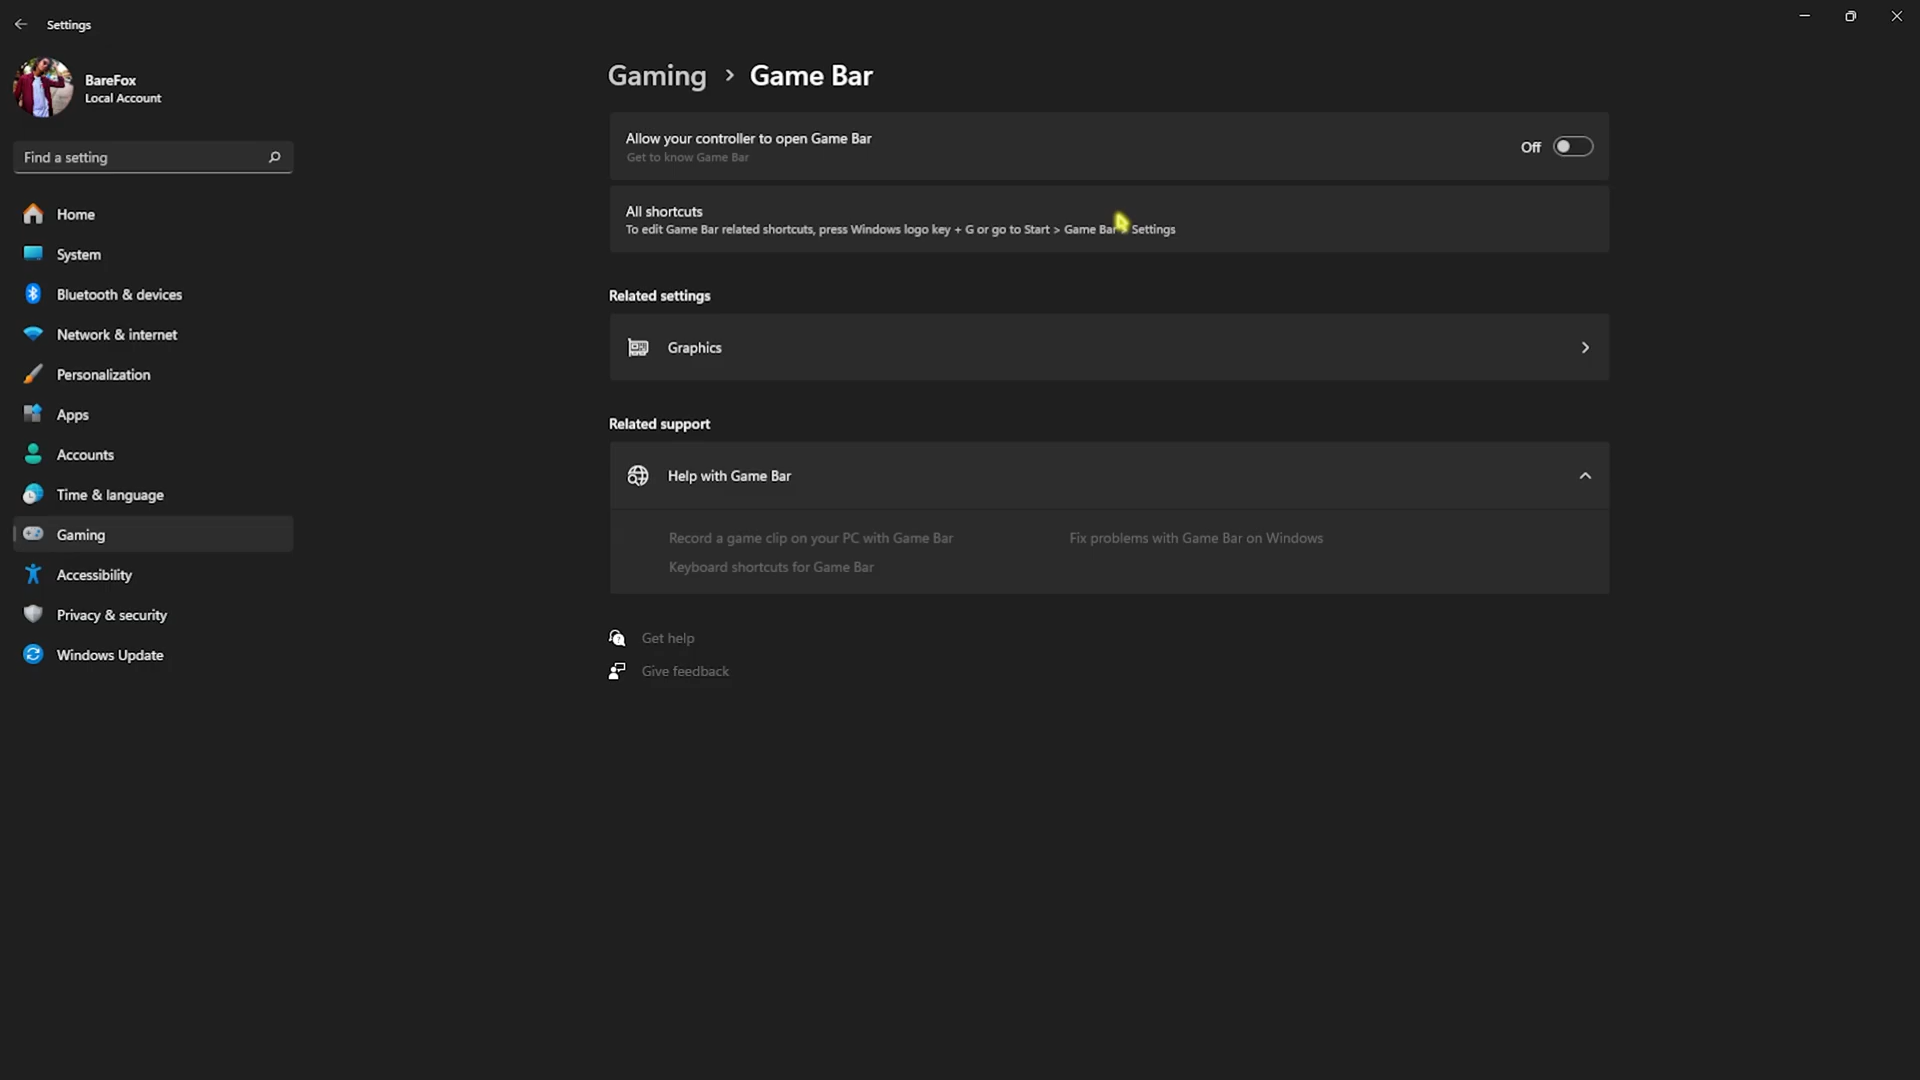 Settings
BareFox
Local Account
Find a setting
Home
System
Bluetooth & devices
Network & internet
Personalization
Apps
Accounts
Time & language
Gaming
Accessibility
Privacy & security
Windows Update
Gaming > Game Bar
Allow your controller to open Game Bar
Get to know Game Bar
Off
All shortcuts
To edit Game Bar related shortcuts, press Windows logo key + G or go to Start > Game Bar > Settings
Related settings
Graphics
Related support
Help with Game Bar
Record a game clip on your PC with Game Bar
Fix problems with Game Bar on Windows
Keyboard shortcuts for Game Bar
Get help
Give feedback